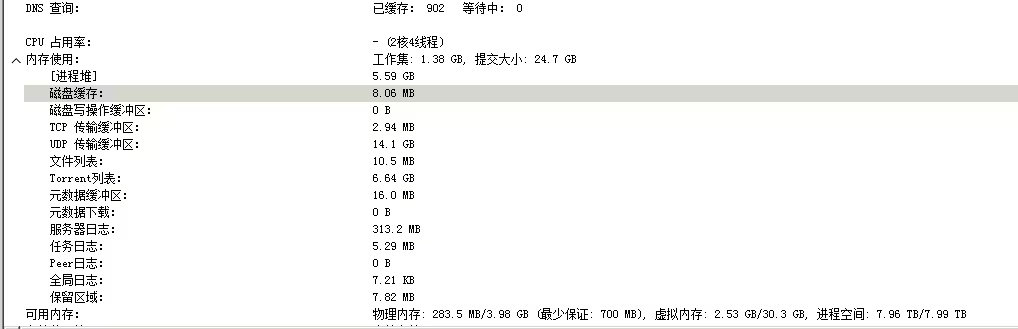 DNS 查询: 已缓存: 902 等待中: 0
CPU 占用率: - (2核4线程)
内存使用: 工作集: 1.38 GB, 提交大小: 24.7 GB
[进程堆] 5.59 GB
磁盘缓存: 8.06 MB
磁盘写操作缓冲区: 0 B
TCP 传输缓冲区: 2.94 MB
UDP 传输缓冲区: 14.1 GB
文件列表: 10.5 MB
Torrent列表: 6.64 GB
元数据缓冲区: 16.0 MB
元数据下载: 0 B
服务器日志: 313.2 MB
任务日志: 5.29 MB
Peer日志: 0 B
全局日志: 7.21 KB
保留区域: 7.82 MB
可用内存: 物理内存: 283.5 MB/3.98 GB (最少保证: 700 MB), 虚拟内存: 2.53 GB/30.3 GB, 进程空间: 7.96 TB/7.99 TB